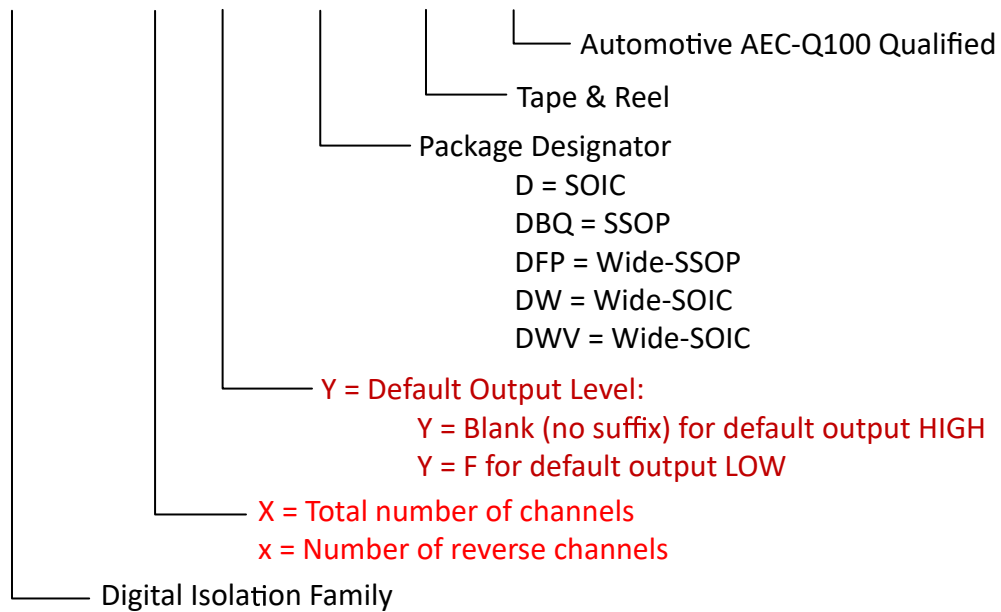 Automotive AEC-Q100 Qualified
Tape & Reel
Package Designator
D = SOIC
DBQ = SSOP
DFP = Wide-SSOP
DW = Wide-SOIC
DWV = Wide-SOIC
Y = Default Output Level:
Y = Blank (no suffix) for default output HIGH
Y = F for default output LOW
X = Total number of channels
x = Number of reverse channels
Digital Isolation Family